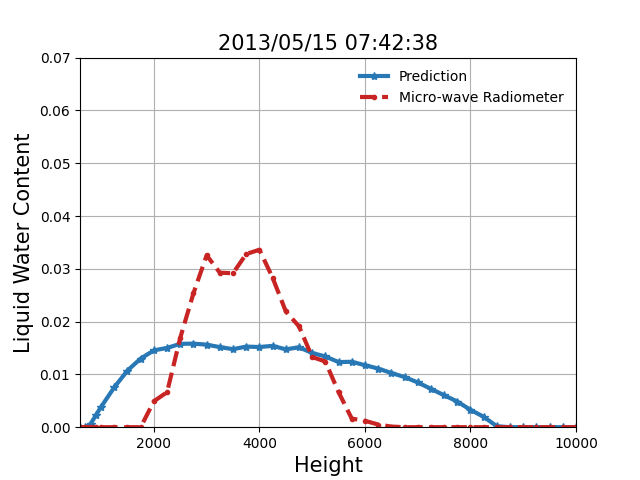 2013/05/15 07:42:38
Prediction
Micro-wave Radiometer
0.07
0.06
0.05
0.04
0.03
0.02
0.01
0.00
Liquid Water Content
2000 4000 6000 8000 10000
Height